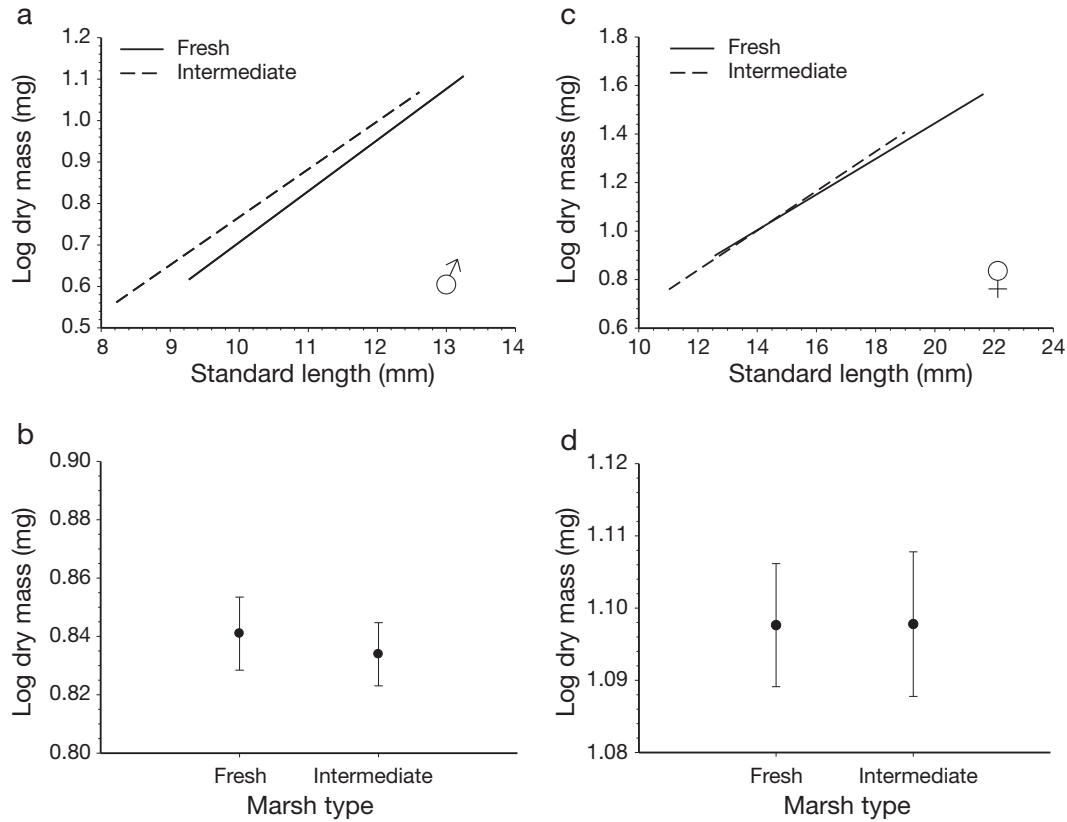 a
Log dry mass (mg)
1.2
1.1
1.0
0.9
0.8
0.7
0.6
0.5
Fresh
Intermediate
8
9
10
11
12
13
14
Standard length (mm)
c
Log dry mass (mg)
1.8
1.6
1.4
1.2
1.0
0.8
0.6
Fresh
Intermediate
10
12
14
16
18
20
22
24
Standard length (mm)
b
Log dry mass (mg)
0.90
0.88
0.86
0.84
0.82
0.80
Fresh
Intermediate
Marsh type
d
Log dry mass (mg)
1.12
1.11
1.10
1.09
1.08
Fresh
Intermediate
Marsh type